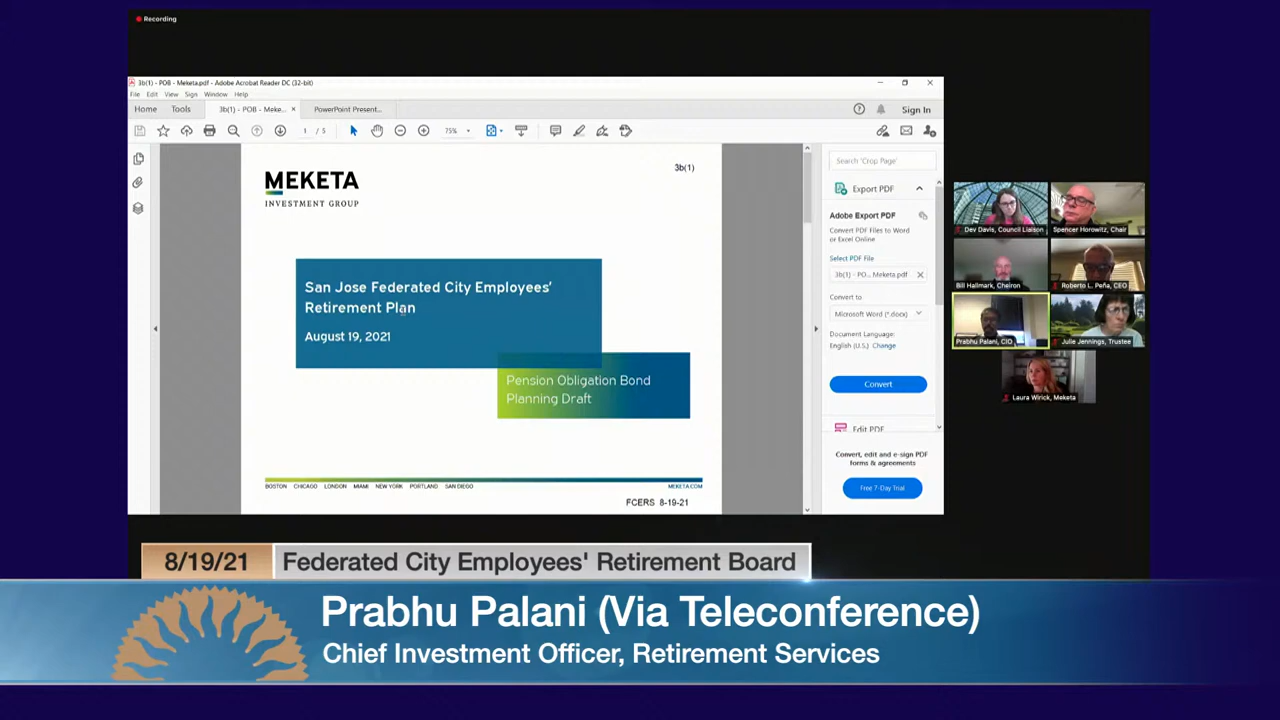 Recording
3b(1) - POB - Meketa.pdf - Adobe Acrobat Reader DC (32-bit)
File Edit View Sign Window Help
Home Tools 3b(1) - POB - Meke... × PowerPoint Present... Sign In
1 / 5 75%
3b(1)
MEKETA
INVESTMENT GROUP
San Jose Federated City Employees'
Retirement Plan
August 19, 2021
Pension Obligation Bond
Planning Draft
BOSTON CHICAGO LONDON MIAMI NEW YORK PORTLAND SAN DIEGO MEKETA.COM
FCERS 8-19-21
Search 'Crop Page'
Export PDF
Adobe Export PDF
Convert PDF Files to Word
or Excel Online
Select PDF File
3b(1) - POB - Meketa.pdf
Convert to
Microsoft Word (*.docx)
Document Language:
English (U.S.) Change
Convert
Edit PDF
Convert, edit and e-sign PDF
forms & agreements
Free 7-Day Trial
Dev Davis, Council Liaison
Spencer Horowitz, Chair
Bill Hallmark, Cheiron
Roberto L. Peña, CEO
Prabhu Palani, CIO
Julie Jennings, Trustee
Laura Wirick, Meketa
8/19/21 Federated City Employees' Retirement Board
Prabhu Palani (Via Teleconference)
Chief Investment Officer, Retirement Services